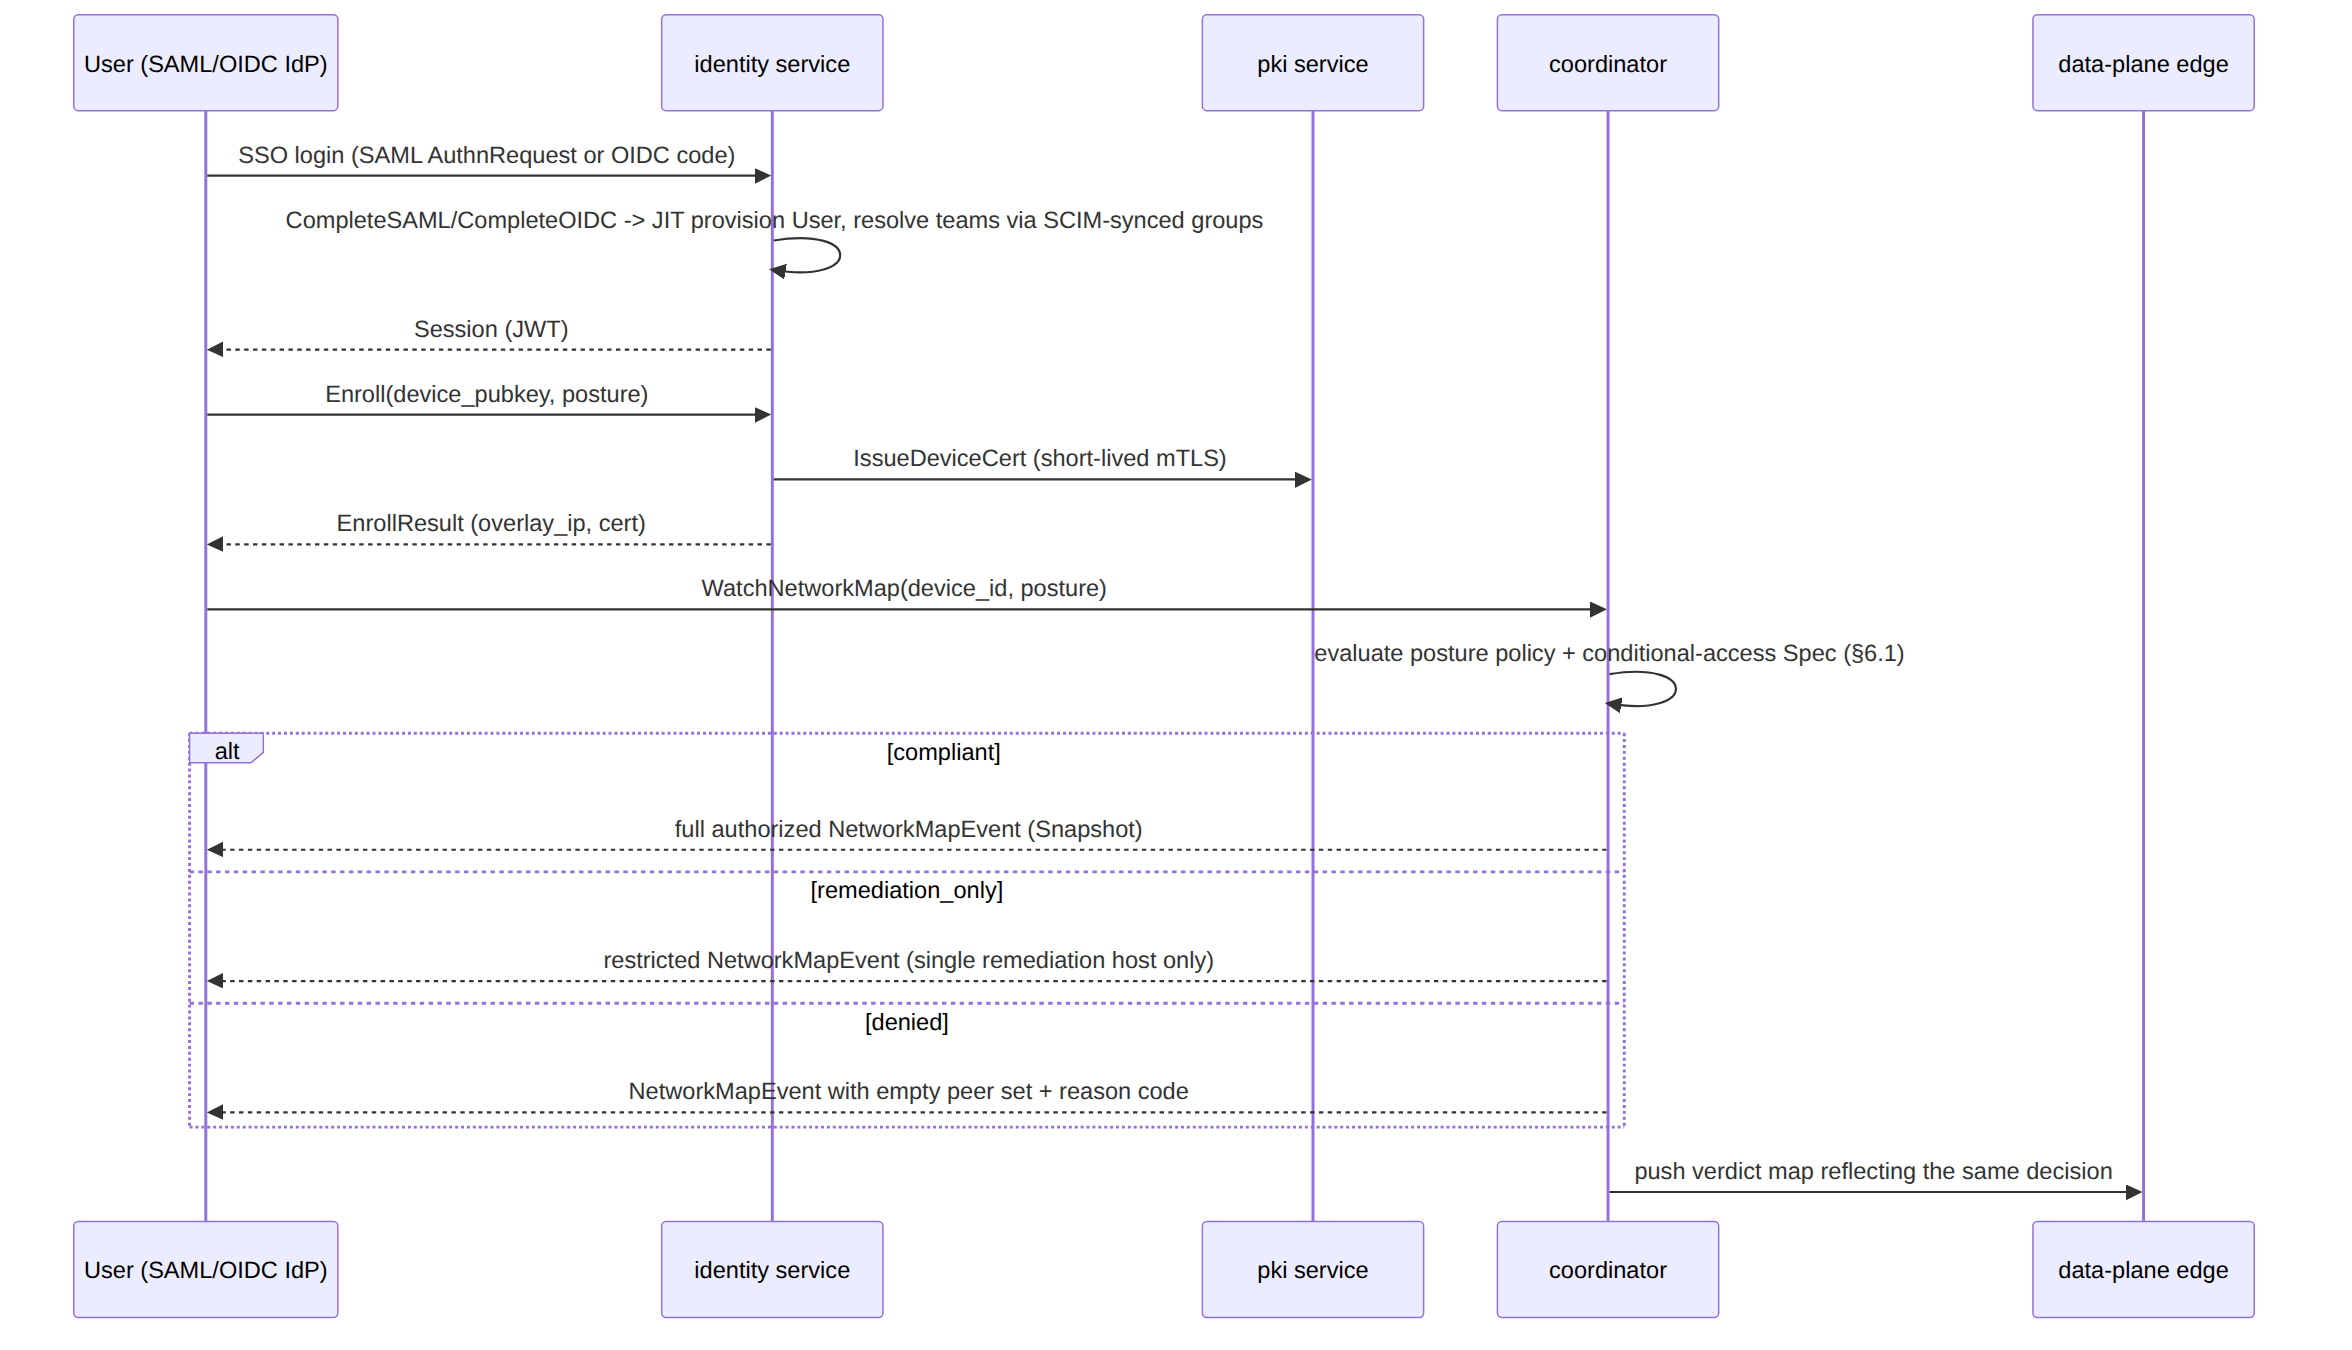 User (SAML/OIDC IdP)
identity service
pki service
coordinator
data-plane edge
SSO login (SAML AuthnRequest or OIDC code)
CompleteSAML/CompleteOIDC -> JIT provision User, resolve teams via SCIM-synced groups
Session (JWT)
Enroll(device_pubkey, posture)
IssueDeviceCert (short-lived mTLS)
EnrollResult (overlay_ip, cert)
WatchNetworkMap(device_id, posture)
evaluate posture policy + conditional-access Spec (§6.1)
alt
[compliant]
full authorized NetworkMapEvent (Snapshot)
[remediation_only]
restricted NetworkMapEvent (single remediation host only)
[denied]
NetworkMapEvent with empty peer set + reason code
push verdict map reflecting the same decision
User (SAML/OIDC IdP)
identity service
pki service
coordinator
data-plane edge